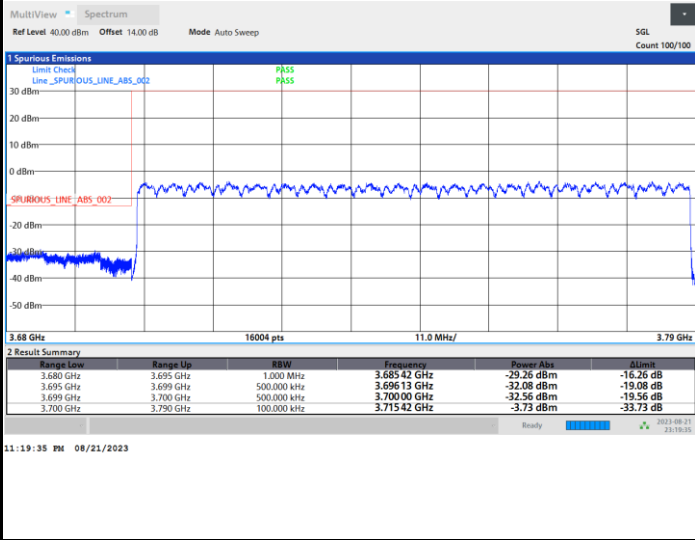 MultiView Spectrum
Ref Level 40.00 dBm Offset 14.00 dB Mode Auto Sweep SGL
Count 100/100
1 Spurious Emissions
Limit Check PASS
Line _SPURIOUS_LINE_ABS_002 PASS
30 dBm
20 dBm
10 dBm
0 dBm
_SPURIOUS_LINE_ABS_002
-20 dBm
-30 dBm
-40 dBm
-50 dBm
3.68 GHz 16004 pts 11.0 MHz/ 3.79 GHz
2 Result Summary
Range Low Range Up RBW Frequency Power Abs ΔLimit
3.680 GHz 3.695 GHz 1.000 MHz 3.685 42 GHz -29.26 dBm -16.26 dB
3.695 GHz 3.699 GHz 500.000 kHz 3.696 13 GHz -32.08 dBm -19.08 dB
3.699 GHz 3.700 GHz 500.000 kHz 3.700 00 GHz -32.56 dBm -19.56 dB
3.700 GHz 3.790 GHz 100.000 kHz 3.715 42 GHz -3.73 dBm -33.73 dB
Ready 2023-08-21
23:19:35
11:19:35 PM 08/21/2023